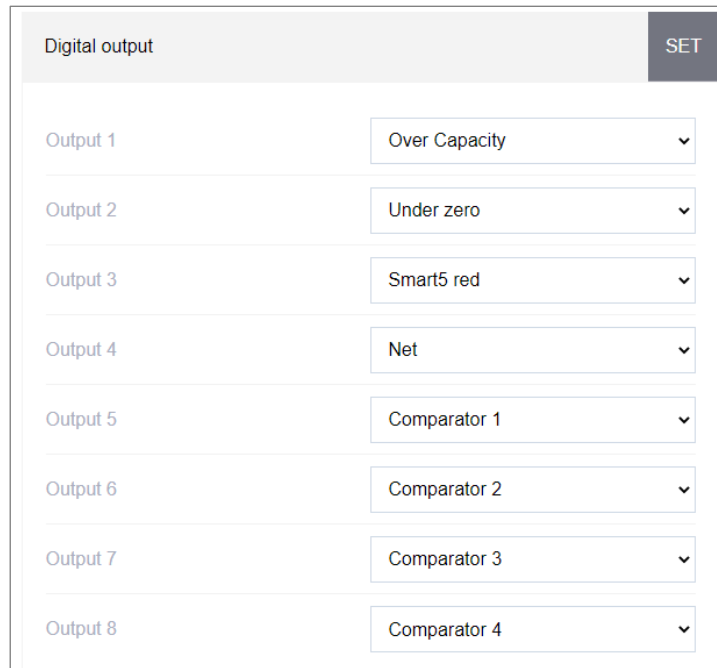 Digital output SET
Output 1 Over Capacity
Output 2 Under zero
Output 3 Smart5 red
Output 4 Net
Output 5 Comparator 1
Output 6 Comparator 2
Output 7 Comparator 3
Output 8 Comparator 4